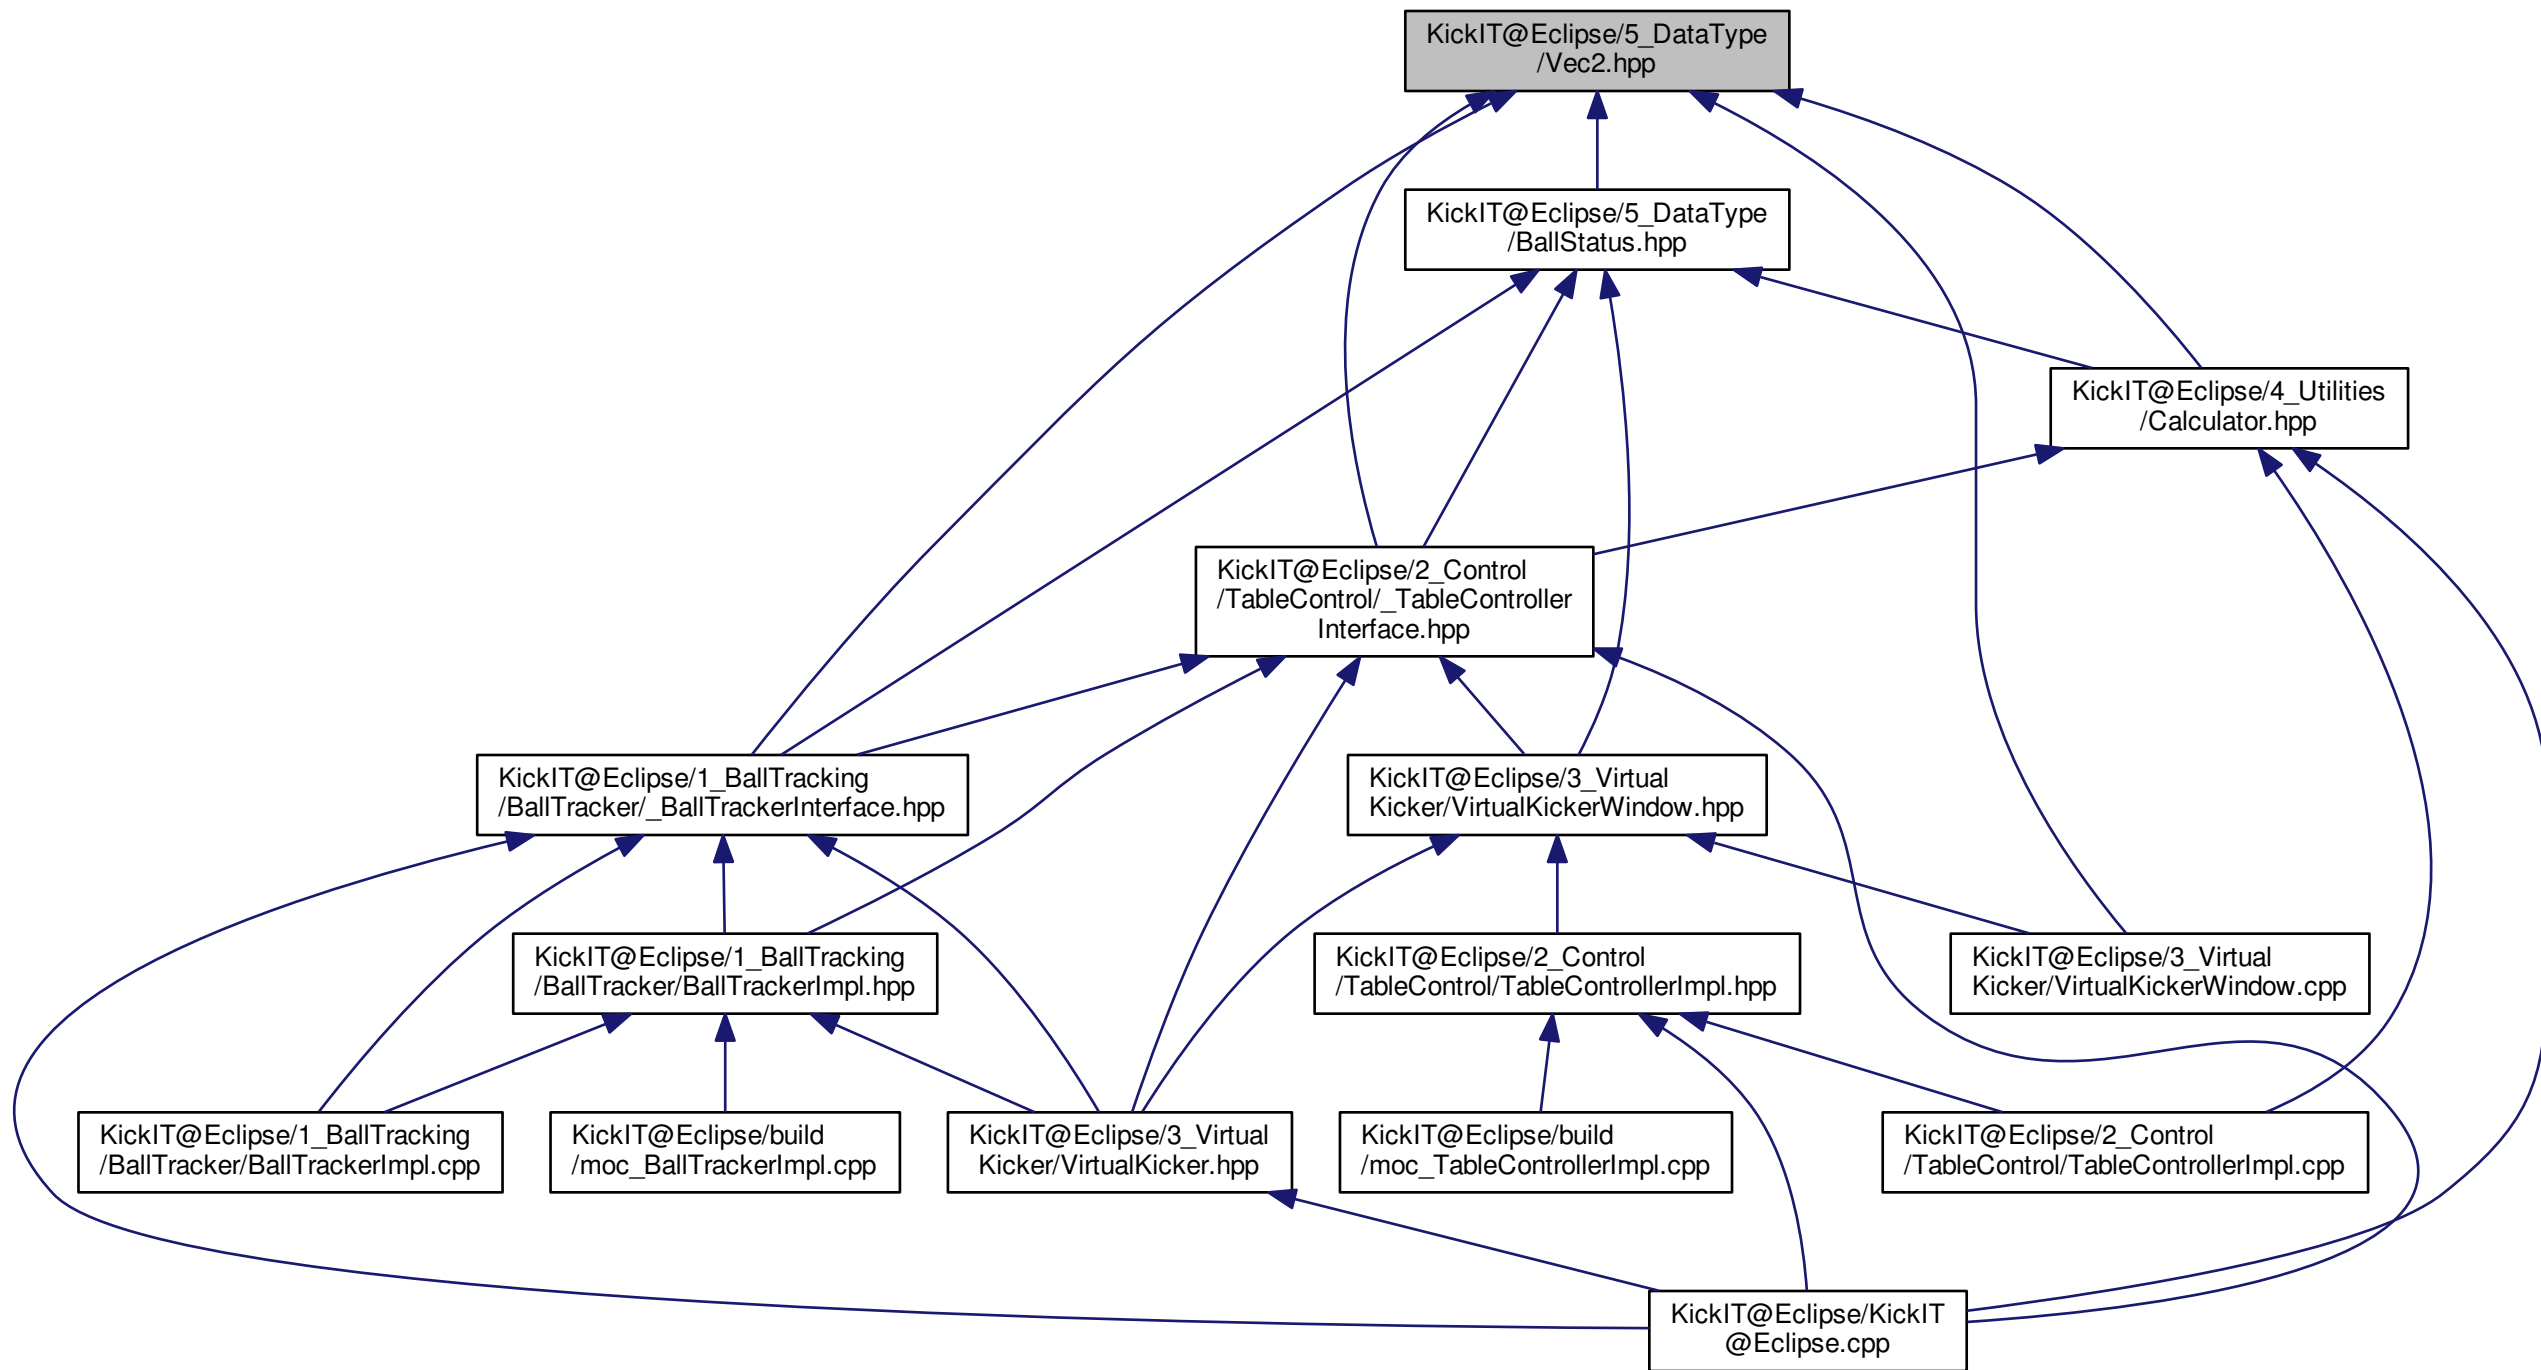 KickIT@Eclipse/5_DataType
/Vec2.hpp
KickIT@Eclipse/5_DataType
/BallStatus.hpp
KickIT@Eclipse/4_Utilities
/Calculator.hpp
KickIT@Eclipse/2_Control
/TableControl/_TableController
Interface.hpp
KickIT@Eclipse/1_BallTracking
/BallTracker/_BallTrackerInterface.hpp
KickIT@Eclipse/3_Virtual
Kicker/VirtualKickerWindow.hpp
KickIT@Eclipse/1_BallTracking
/BallTracker/BallTrackerImpl.hpp
KickIT@Eclipse/2_Control
/TableControl/TableControllerImpl.hpp
KickIT@Eclipse/3_Virtual
Kicker/VirtualKickerWindow.cpp
KickIT@Eclipse/1_BallTracking
/BallTracker/BallTrackerImpl.cpp
KickIT@Eclipse/build
/moc_BallTrackerImpl.cpp
KickIT@Eclipse/3_Virtual
Kicker/VirtualKicker.hpp
KickIT@Eclipse/build
/moc_TableControllerImpl.cpp
KickIT@Eclipse/2_Control
/TableControl/TableControllerImpl.cpp
KickIT@Eclipse/KickIT
@Eclipse.cpp